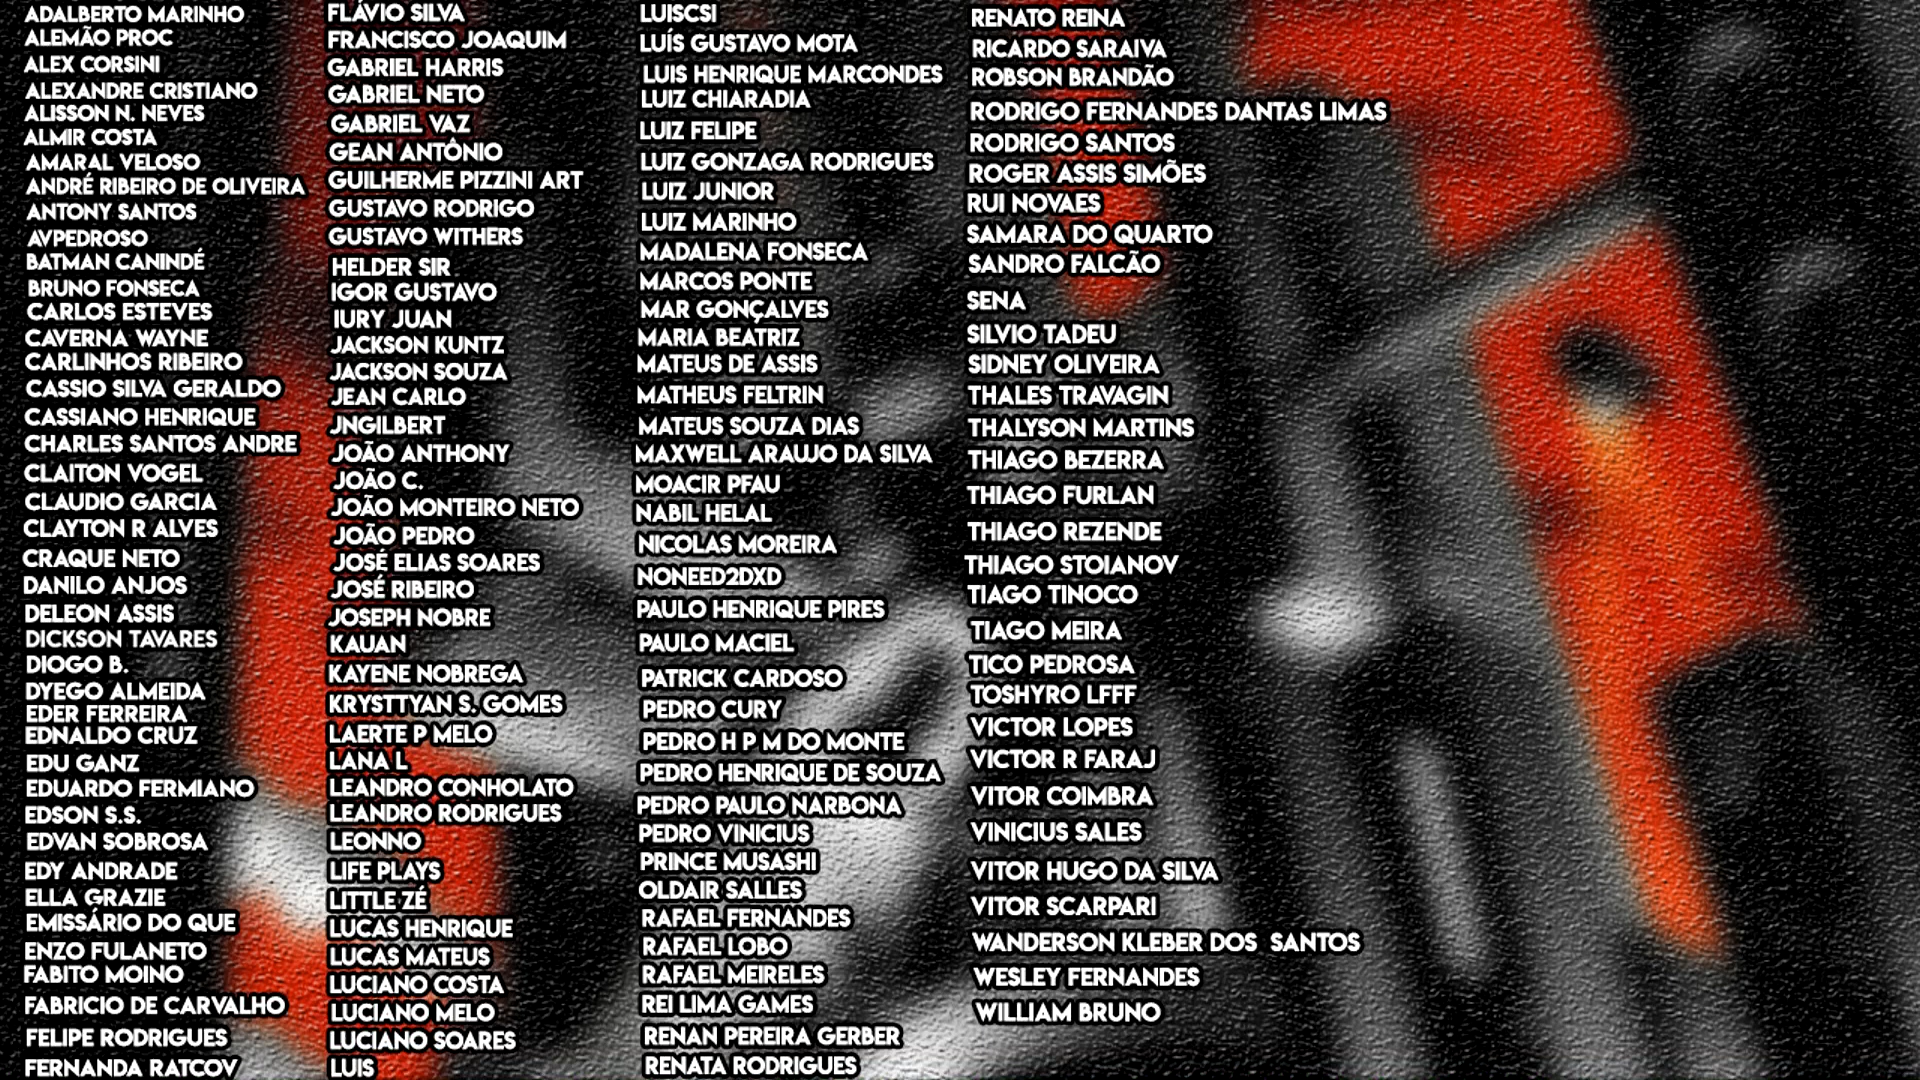 ADALBERTO MARINHO
ALEMÃO PROC
ALEX CORSINI
ALEXANDRE CRISTIANO
ALISSON N. NEVES
ALMIR COSTA
AMARAL VELOSO
ANDRÉ RIBEIRO DE OLIVEIRA
ANTONY SANTOS
AVPEDROSO
BATMAN CANINDÉ
BRUNO FONSECA
CARLOS ESTEVES
CAVERNA WAYNE
CARLINHOS RIBEIRO
CASSIO SILVA GERALDO
CASSIANO HENRIQUE
CHARLES SANTOS ANDRE
CLAITON VOGEL
CLAUDIO GARCIA
CLAYTON R ALVES
CRAQUE NETO
DANILO ANJOS
DELEON ASSIS
DICKSON TAVARES
DIOGO B.
DYEGO ALMEIDA
EDER FERREIRA
EDNALDO CRUZ
EDU GANZ
EDUARDO FERMIANO
EDSON S.S.
EDVAN SOBROSA
EDY ANDRADE
ELLA GRAZIE
EMISSÁRIO DO QUE
ENZO FULANETO
FABITO MOINO
FABRICIO DE CARVALHO
FELIPE RODRIGUES
FERNANDA RATCOV
FLÁVIO SILVA
FRANCISCO JOAQUIM
GABRIEL HARRIS
GABRIEL NETO
GABRIEL VAZ
GEAN ANTÔNIO
GUILHERME PIZZINI ART
GUSTAVO RODRIGO
GUSTAVO WITHERS
HELDER SIR
IGOR GUSTAVO
IURY JUAN
JACKSON KUNTZ
JACKSON SOUZA
JEAN CARLO
JNGILBERT
JOÃO ANTHONY
JOÃO C.
JOÃO MONTEIRO NETO
JOÃO PEDRO
JOSÉ ELIAS SOARES
JOSÉ RIBEIRO
JOSEPH NOBRE
KAUAN
KAYENE NOBREGA
KRYSTTYAN S. GOMES
LAERTE P MELO
LANA L
LEANDRO CONHOLATO
LEANDRO RODRIGUES
LEONNO
LIFE PLAYS
LITTLE ZÉ
LUCAS HENRIQUE
LUCAS MATEUS
LUCIANO COSTA
LUCIANO MELO
LUCIANO SOARES
LUIS
LUISCSI
LUÍS GUSTAVO MOTA
LUIS HENRIQUE MARCONDES
LUIZ CHIARADIA
LUIZ FELIPE
LUIZ GONZAGA RODRIGUES
LUIZ JUNIOR
LUIZ MARINHO
MADALENA FONSECA
MARCOS PONTE
MAR GONÇALVES
MARIA BEATRIZ
MATEUS DE ASSIS
MATHEUS FELTRIN
MATEUS SOUZA DIAS
MAXWELL ARAUJO DA SILVA
MOACIR PFAU
NABIL HELAL
NICOLAS MOREIRA
NONEED2DXD
PAULO HENRIQUE PIRES
PAULO MACIEL
PATRICK CARDOSO
PEDRO CURY
PEDRO H P M DO MONTE
PEDRO HENRIQUE DE SOUZA
PEDRO PAULO NARBONA
PEDRO VINICIUS
PRINCE MUSASHI
OLDAIR SALLES
RAFAEL FERNANDES
RAFAEL LOBO
RAFAEL MEIRELES
REI LIMA GAMES
RENAN PEREIRA GERBER
RENATA RODRIGUES
RENATO REINA
RICARDO SARAIVA
ROBSON BRANDÃO
RODRIGO FERNANDES DANTAS LIMAS
RODRIGO SANTOS
ROGER ASSIS SIMÕES
RUI NOVAES
SAMARA DO QUARTO
SANDRO FALCÃO
SENA
SILVIO TADEU
SIDNEY OLIVEIRA
THALES TRAVAGIN
THALYSON MARTINS
THIAGO BEZERRA
THIAGO FURLAN
THIAGO REZENDE
THIAGO STOIANOV
TIAGO TINOCO
TIAGO MEIRA
TICO PEDROSA
TOSHYRO LFFF
VICTOR LOPES
VICTOR R FARAJ
VITOR COIMBRA
VINICIUS SALES
VITOR HUGO DA SILVA
VITOR SCARPARI
WANDERSON KLEBER DOS  SANTOS
WESLEY FERNANDES
WILLIAM BRUNO